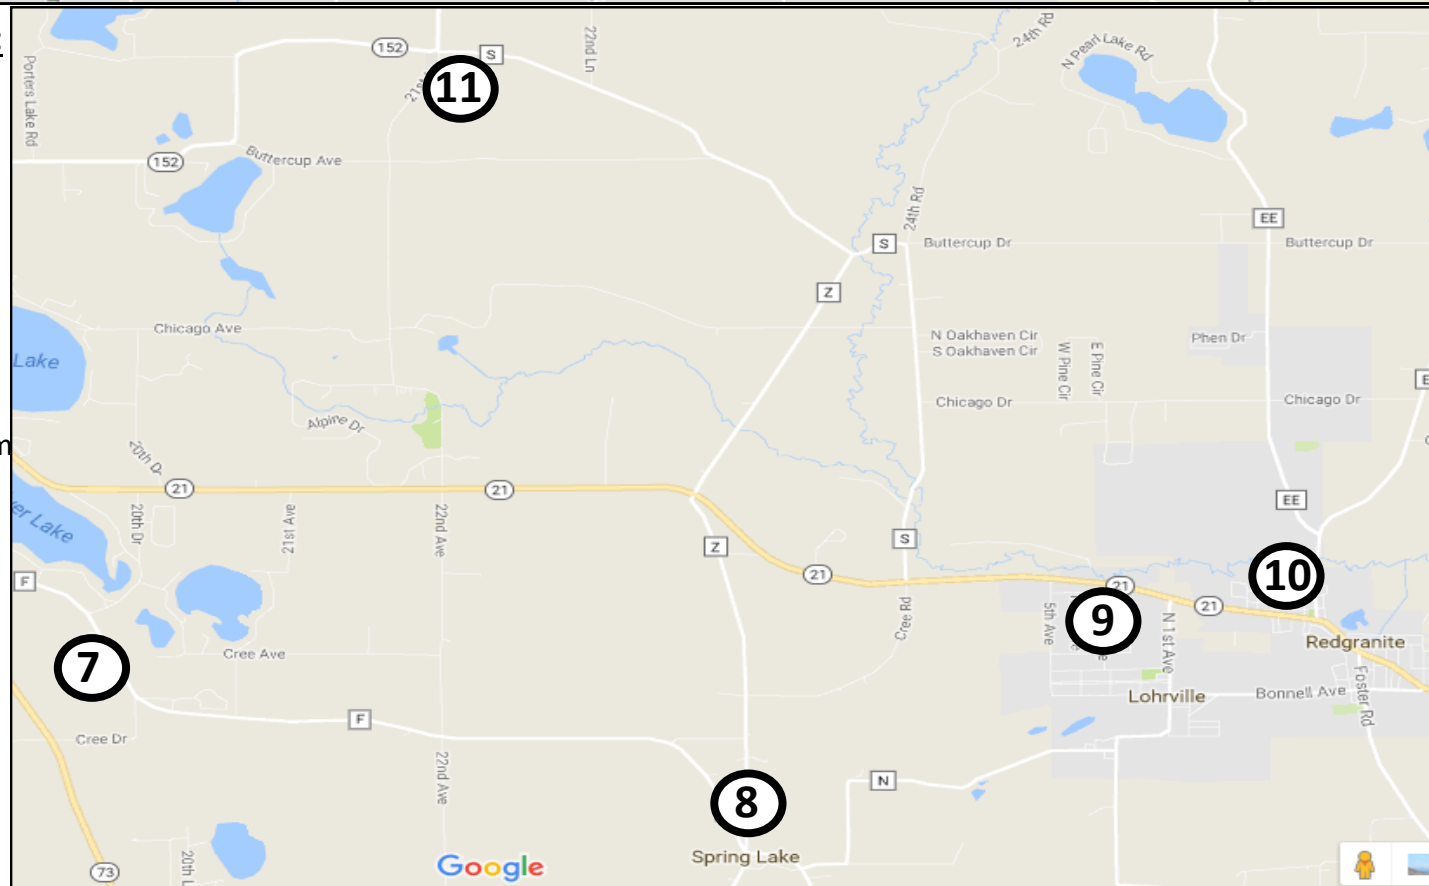 24th Rd
N Pearl Lake Rd
22nd Ln
152
S
Porters Lake Rd
11
152
Buttercup Ave
24th Rd
EE
S
Buttercup Dr
Buttercup Dr
Z
Chicago Ave
N Oakhaven Cir
S Oakhaven Cir
W Pine Cir
E Pine Cir
Phen Dr
Lake
Chicago Dr
Chicago Dr
Alpine Dr
m
20th Dr
21
21
EE
er Lake
20th Dr
21st Ave
22nd Ave
Z
S
21
21
10
F
21
9
5th Ave
N 1st Ave
Cree Rd
Redgranite
7
Cree Ave
Lohrville
Bonnell Ave
Foster Rd
F
Cree Dr
22nd Ave
N
8
Spring Lake
Google
73
20th L